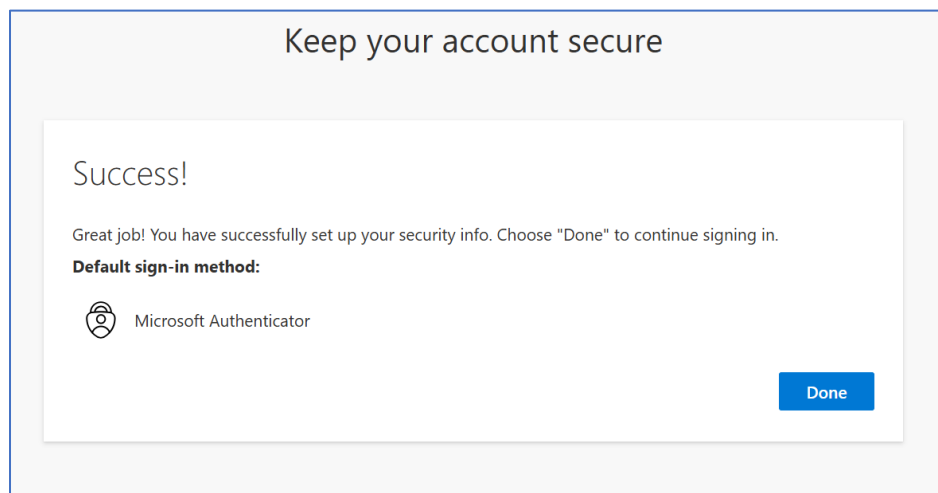 Keep your account secure
Success!
Great job! You have successfully set up your security info. Choose "Done" to continue signing in.
Default sign-in method:
Microsoft Authenticator
Done